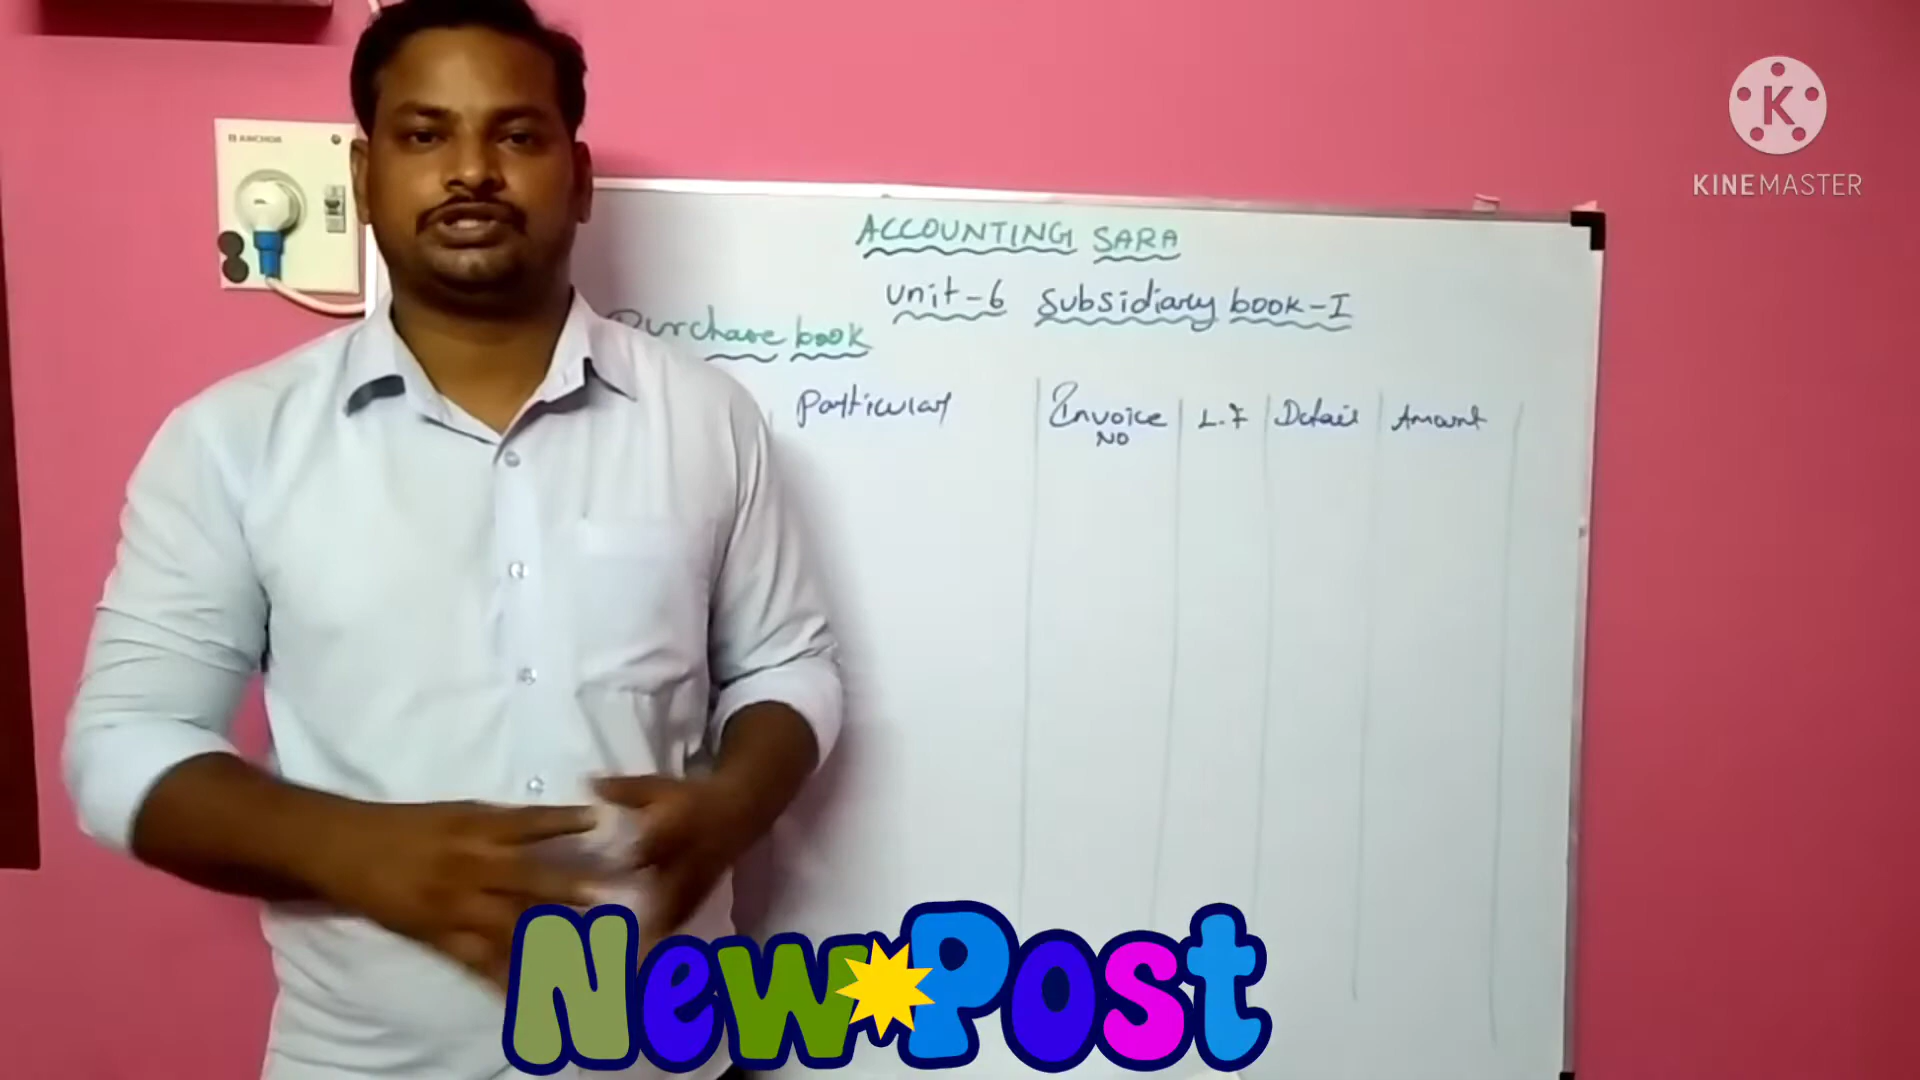 ANCHOR
K
KINEMASTER
ACCOUNTING SARA
Unit-6 Subsidiary book-I
Purchase book
Particular Invoice No L.F Detail Amount
New Post